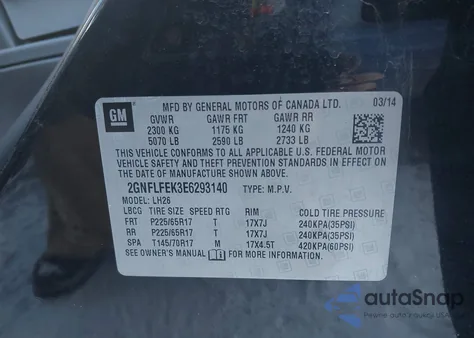 GM
MFD BY GENERAL MOTORS OF CANADA LTD. 03/14
GVWR GAWR FRT GAWR RR
2300 KG 1175 KG 1240 KG
5070 LB 2590 LB 2733 LB
THIS VEHICLE CONFORMS TO ALL APPLICABLE U.S. FEDERAL MOTOR
VEHICLE SAFETY AND THEFT PREVENTION STANDARDS IN EFFECT ON
THE DATE OF MANUFACTURE SHOWN ABOVE.
2GNFLFEK3E6293140 TYPE: M.P.V.
MODEL: LH26
LBCG TIRE SIZE SPEED RTG RIM COLD TIRE PRESSURE
FRT P225/65R17 T 17X7J 240KPA(35PSI)
RR P225/65R17 T 17X7J 240KPA(35PSI)
SPA T145/70R17 M 17X4.5T 420KPA(60PSI)
SEE OWNER'S MANUAL FOR MORE INFORMATION.
autoSnap